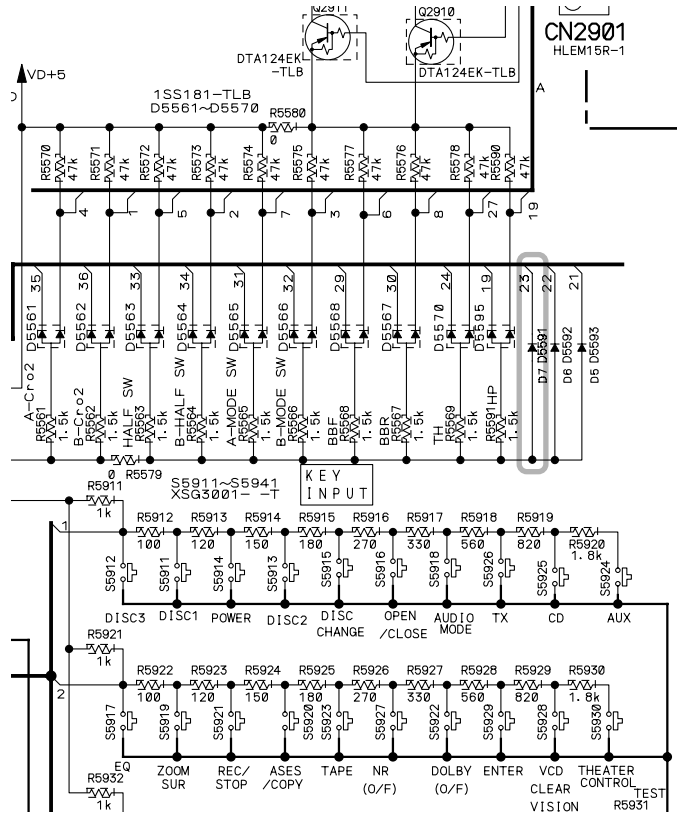 Q2911
Q2910
CN2901
HLEM15R-1
DTA124EK
-TLB
DTA124EK-TLB
VD+5
1SS181-TLB
D5561~D5570
R5580
0
A
R5570
47k
R5571
47k
R5572
47k
R5573
47k
R5574
47k
R5575
47k
R5577
47k
R5576
47k
R5578
47k
R5590
47k
4
1
5
2
7
3
6
8
27
19
35
36
33
34
31
32
29
30
24
19
23
22
21
D5561
D5562
D5563
D5564
D5565
D5566
D5568
D5567
D5570
D5595
D7 D5591
D6 D5592
D5 D5593
A-Cro2
B-Cro2
HALF SW
B-HALF SW
A-MODE SW
B-MODE SW
BBF
BBR
TH
HP
R5561
1.5k
R5562
1.5k
R5563
1.5k
R5564
1.5k
R5565
1.5k
R5566
1.5k
R5568
1.5k
R5567
1.5k
R5569
1.5k
R5591
1.5k
0 R5579
S5911~S5941
XSG3001- -T
KEY
INPUT
R5911
1k
1
R5912
100
R5913
120
R5914
150
R5915
180
R5916
270
R5917
330
R5918
560
R5919
820
R5920
1.8k
S5912
S5911
S5914
S5913
S5915
S5916
S5918
S5926
S5925
S5924
DISC3
DISC1
POWER
DISC2
DISC
CHANGE
OPEN
/CLOSE
AUDIO
MODE
TX
CD
AUX
R5921
1k
2
R5922
100
R5923
120
R5924
150
R5925
180
R5926
270
R5927
330
R5928
560
R5929
820
R5930
1.8k
S5917
S5919
S5921
S5920
S5923
S5927
S5922
S5929
S5928
S5930
EQ
ZOOM
SUR
REC/
STOP
ASES
/COPY
TAPE
NR
(O/F)
DOLBY
(O/F)
ENTER
VCD
CLEAR
VISION
THEATER
CONTROL
TEST
R5931
R5932
1k